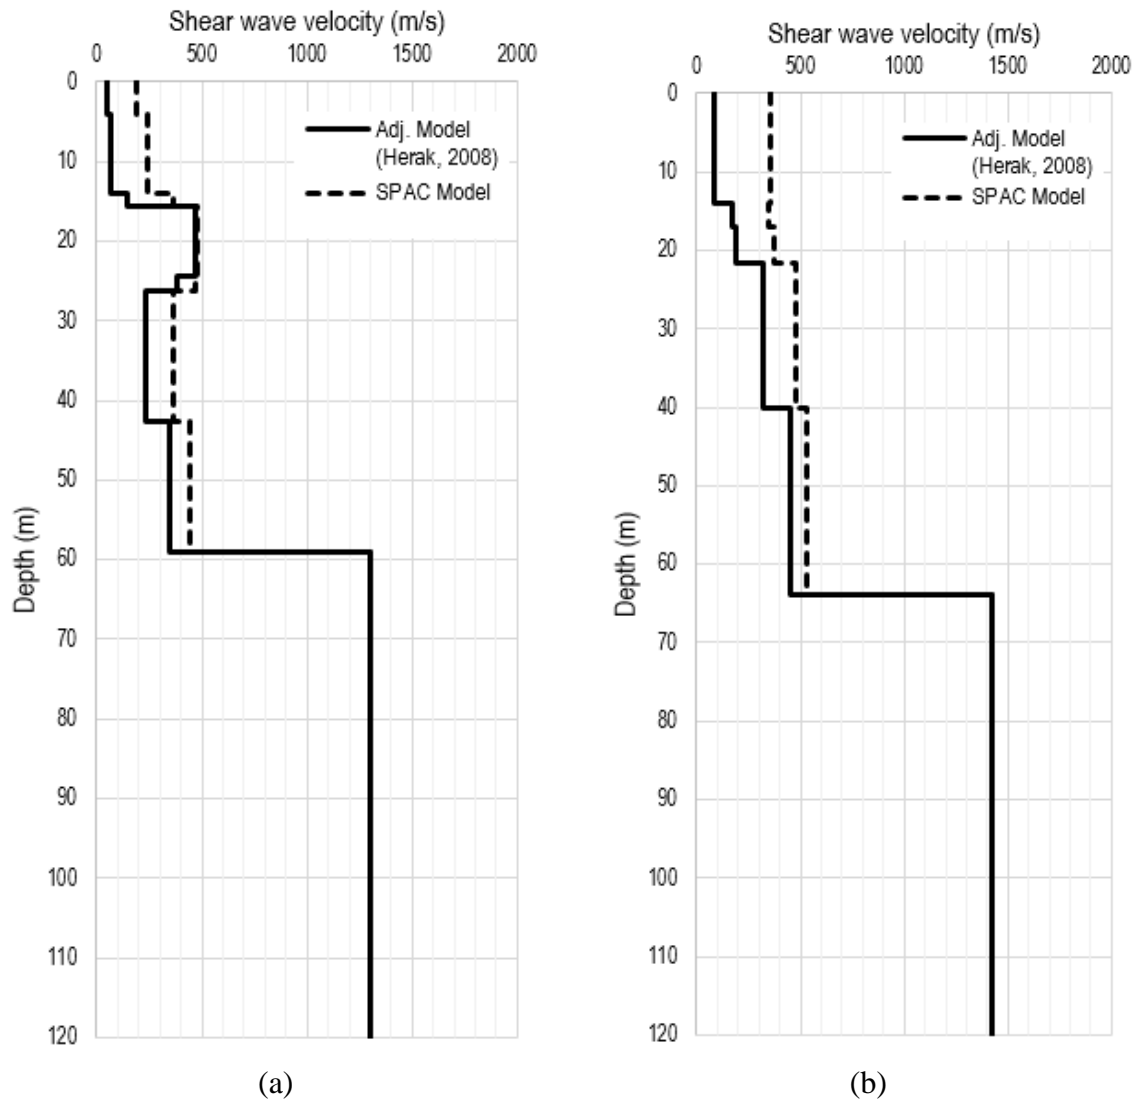 Shear wave velocity (m/s)
0 500 1000 1500 2000
0
10
20
30
40
50
60
70
80
90
100
110
120
Depth (m)
Adj. Model
(Herak, 2008)
SPAC Model
(a)
Shear wave velocity (m/s)
0 500 1000 1500 2000
0
10
20
30
40
50
60
70
80
90
100
110
120
Depth (m)
Adj. Model
(Herak, 2008)
SPAC Model
(b)